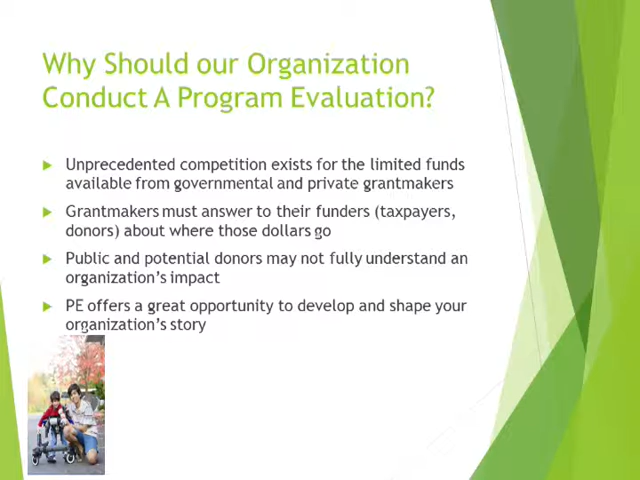 Why Should our Organization
Conduct A Program Evaluation?
Unprecedented competition exists for the limited funds
available from governmental and private grantmakers
Grantmakers must answer to their funders (taxpayers,
donors) about where those dollars go
Public and potential donors may not fully understand an
organization's impact
PE offers a great opportunity to develop and shape your
organization's story